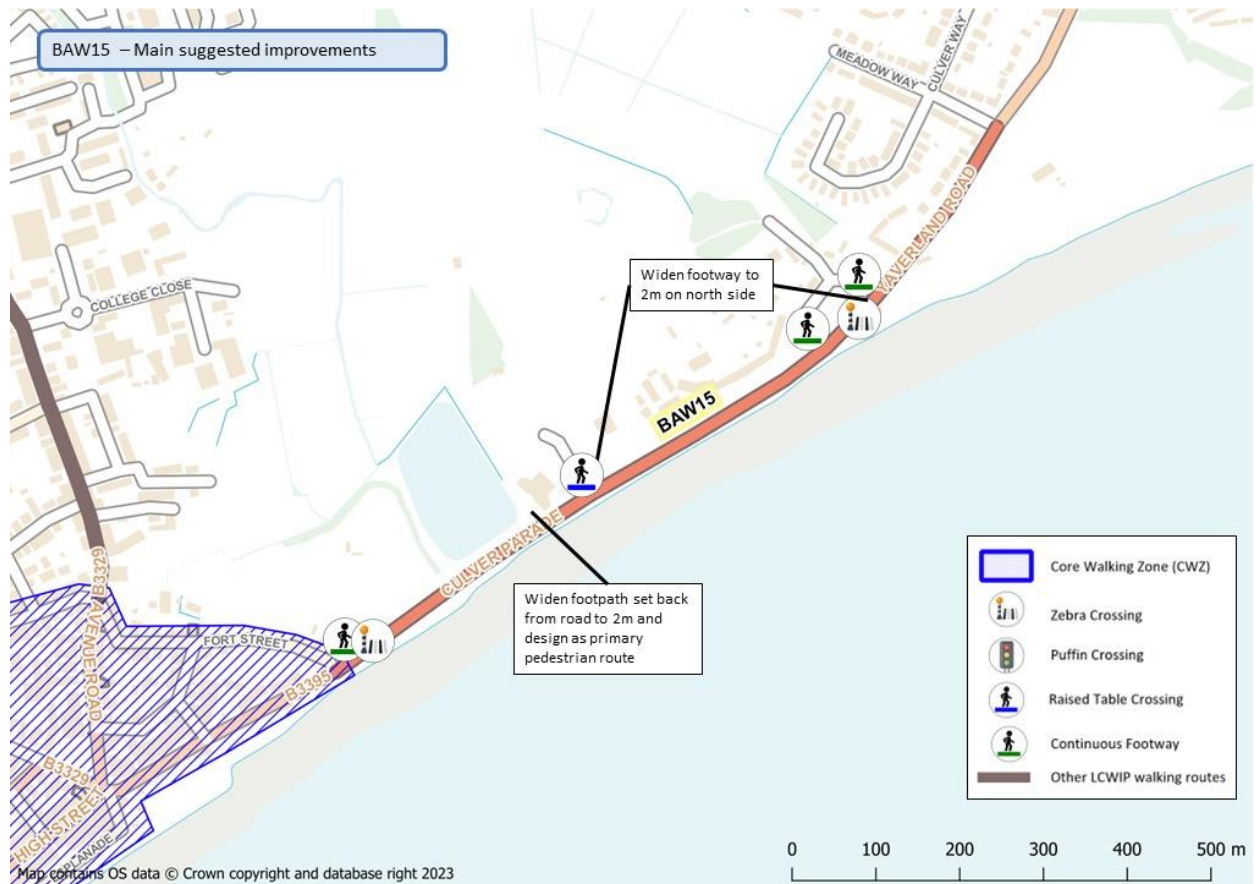 BAW15 – Main suggested improvements
MEADOW WAY
CULVER WAY
COLLEGE CLOSE
YAVERLAND ROAD
Widen footway to
2m on north side
BAW15
CULVER PARADE
Widen footpath set back
from road to 2m and
design as primary
pedestrian route
B3329 AVENUE ROAD
FORT STREET
B3395
B3329
HIGH STREET
ESPLANADE
Core Walking Zone (CWZ)
Zebra Crossing
Puffin Crossing
Raised Table Crossing
Continuous Footway
Other LCWIP walking routes
0 100 200 300 400 500 m
Map contains OS data © Crown copyright and database right 2023